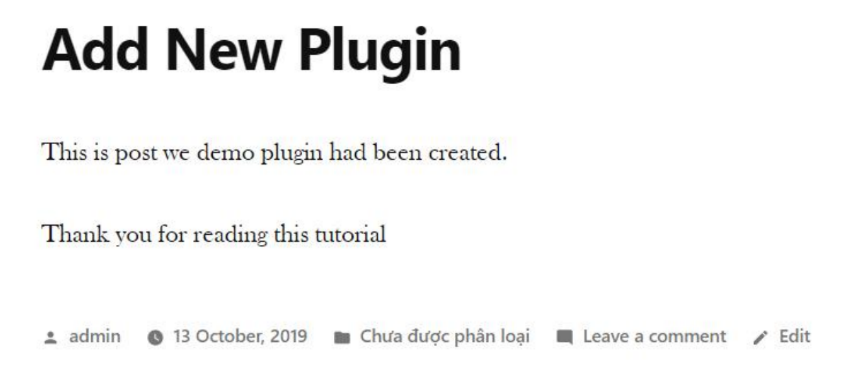 Add New Plugin
This is post we demo plugin had been created.
Thank you for reading this tutorial
admin 13 October, 2019 Chưa được phân loại Leave a comment Edit